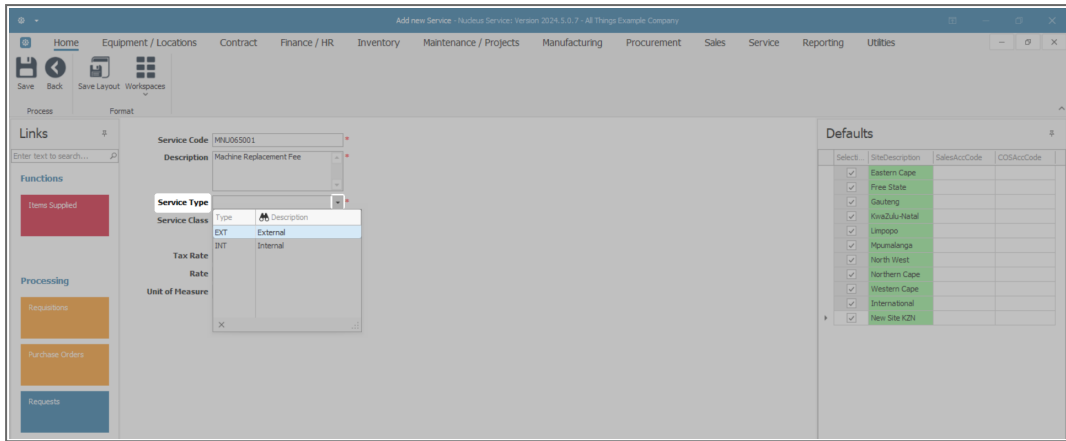 Add new Service - Nucleus Service: Version 2024.5.0.7 - All Things Example Company
Home Equipment / Locations Contract Finance / HR Inventory Maintenance / Projects Manufacturing Procurement Sales Service Reporting Utilities
Save Back Save Layout Workspaces
Process Format
Links
Enter text to search...
Functions
Items Supplied
Processing
Requisitions
Purchase Orders
Requests
Service Code MNU065001 *
Description Machine Replacement Fee *
Service Type *
Service Class
Type Description
EXT External
INT Internal
Tax Rate
Rate
Unit of Measure
Defaults
Selecti... SiteDescription SalesAccCode COSAccCode
Eastern Cape
Free State
Gauteng
KwaZulu-Natal
Limpopo
Mpumalanga
North West
Northern Cape
Western Cape
International
New Site KZN